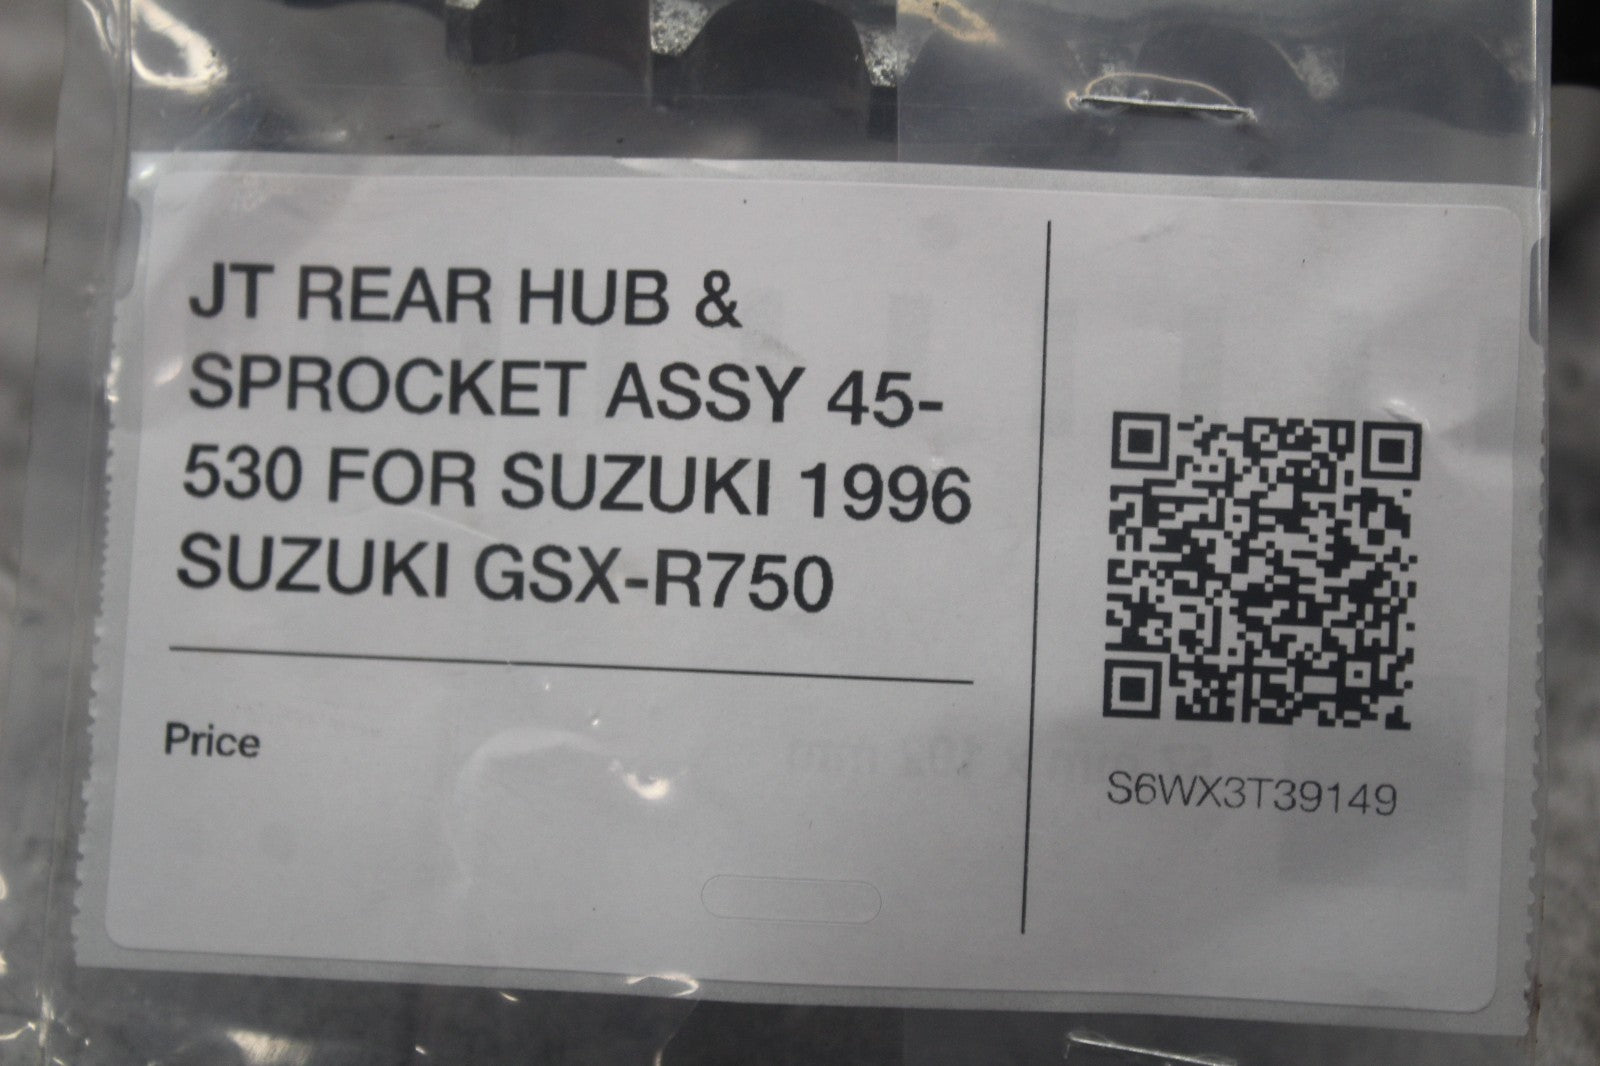 JT REAR HUB &
SPROCKET ASSY 45-
530 FOR SUZUKI 1996
SUZUKI GSX-R750
Price
S6WX3T39149